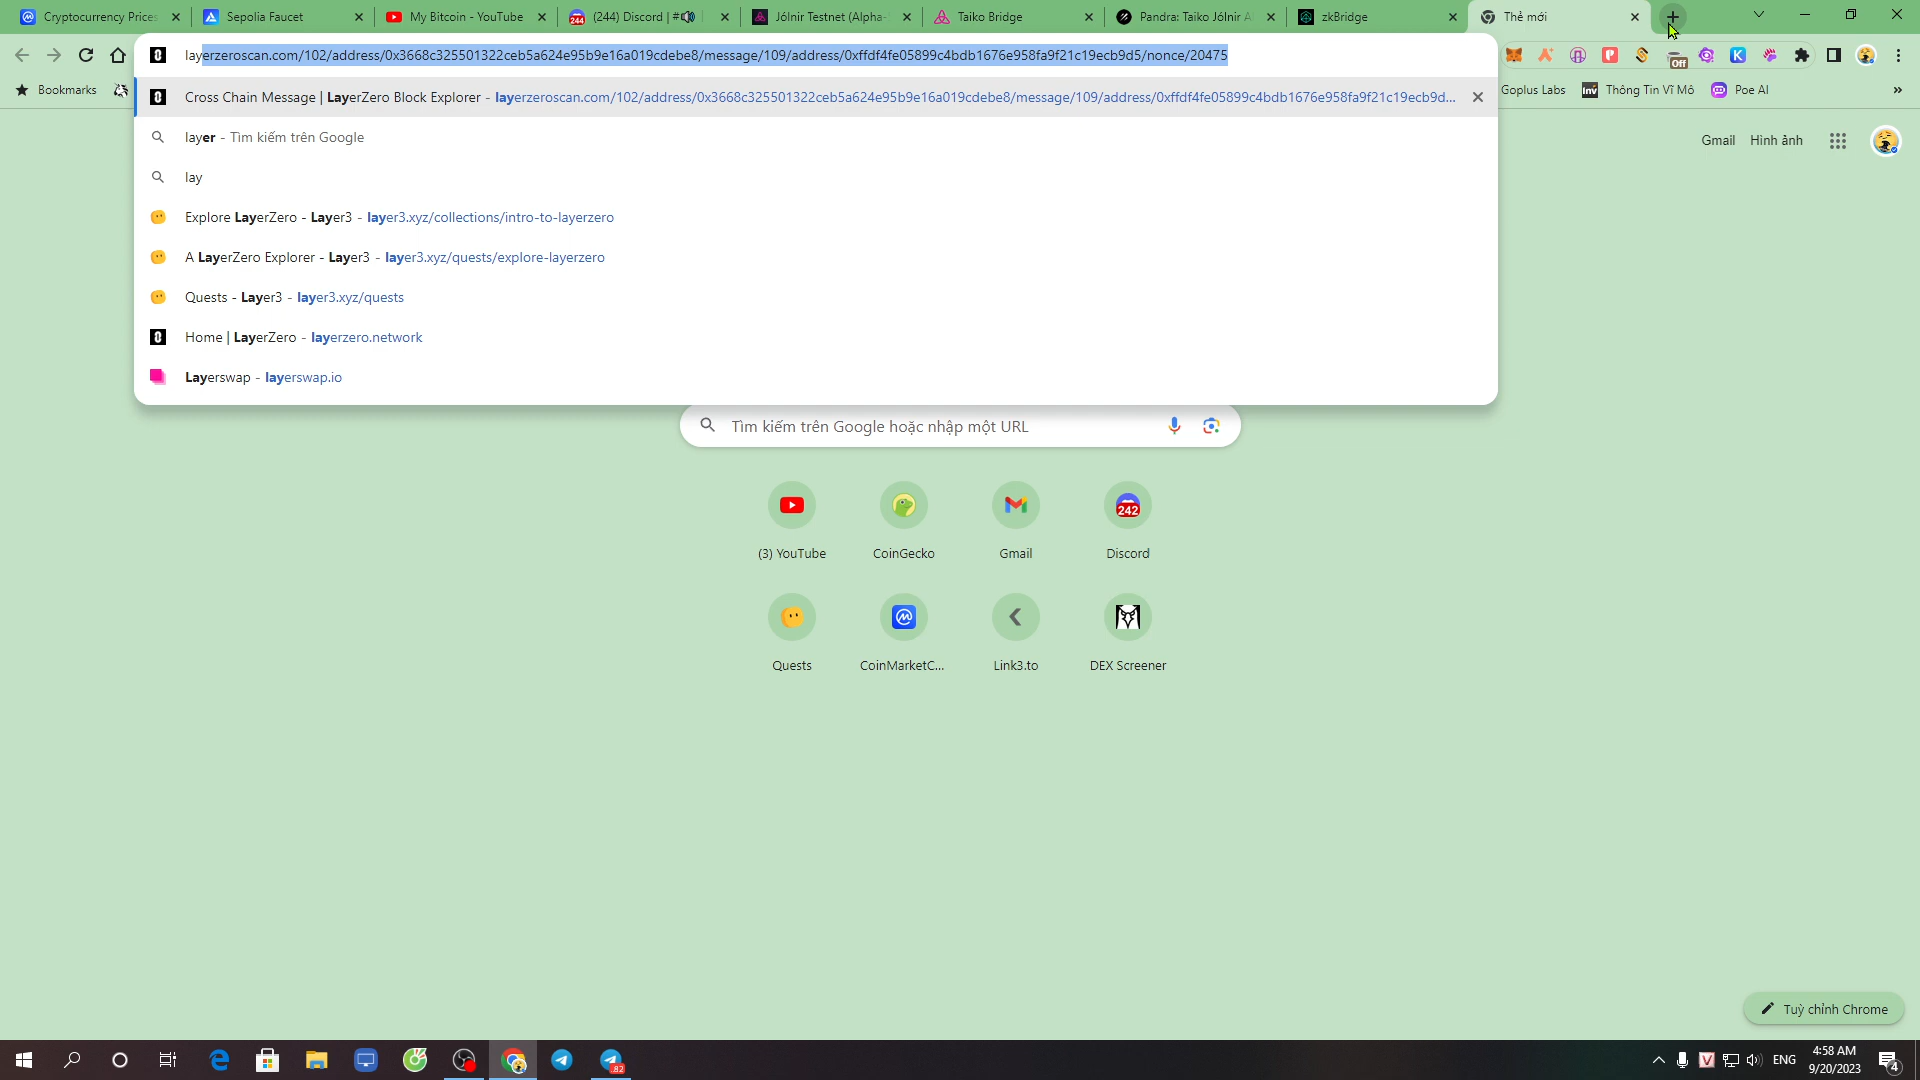 Cryptocurrency Prices
Sepolia Faucet
My Bitcoin - YouTube
(244) Discord | #
Jólnir Testnet (Alpha-
Taiko Bridge
Pandra: Taiko Jólnir A
zkBridge
Thẻ mới
layerzeroscan.com/102/address/0x3668c325501322ceb5a624e95b9e16a019cdebe8/message/109/address/0xffdf4fe05899c4bdb1676e958fa9f21c19ecb9d5/nonce/20475
Off
Bookmarks
Goplus Labs
Inv
Thông Tin Vĩ Mô
Poe AI
Cross Chain Message | LayerZero Block Explorer - layerzeroscan.com/102/address/0x3668c325501322ceb5a624e95b9e16a019cdebe8/message/109/address/0xffdf4fe05899c4bdb1676e958fa9f21c19ecb9d...
layer - Tìm kiếm trên Google
lay
Explore LayerZero - Layer3 - layer3.xyz/collections/intro-to-layerzero
A LayerZero Explorer - Layer3 - layer3.xyz/quests/explore-layerzero
Quests - Layer3 - layer3.xyz/quests
Home | LayerZero - layerzero.network
Layerswap - layerswap.io
Gmail
Hình ảnh
Tìm kiếm trên Google hoặc nhập một URL
(3) YouTube
CoinGecko
Gmail
242
Discord
Quests
CoinMarketC...
Link3.to
DEX Screener
Tuỳ chỉnh Chrome
82
ENG
4:58 AM
9/20/2023
4